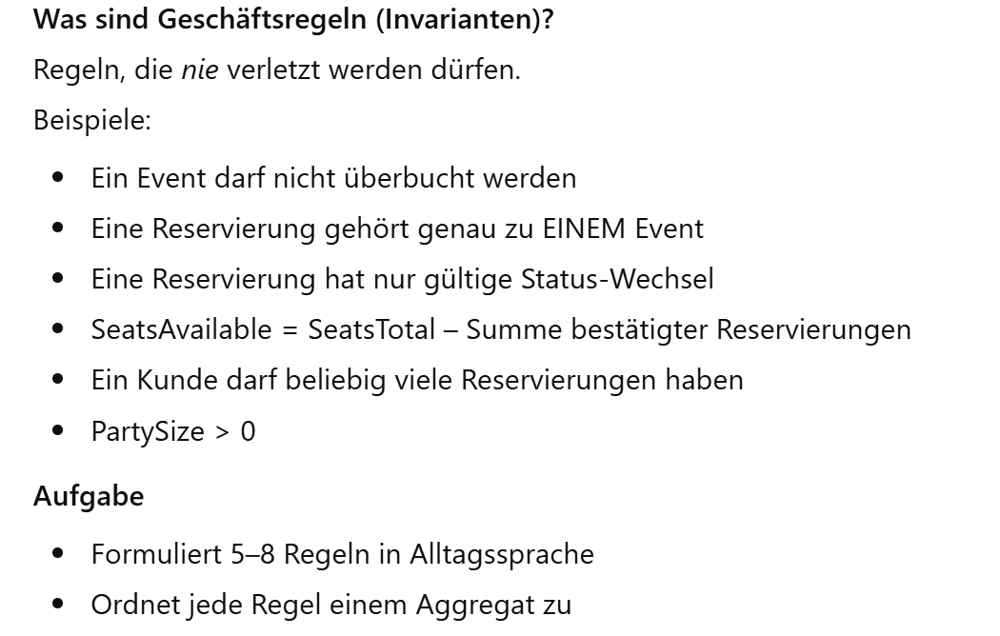 Was sind Geschäftsregeln (Invarianten)?
Regeln, die nie verletzt werden dürfen.
Beispiele:
• Ein Event darf nicht überbucht werden
• Eine Reservierung gehört genau zu EINEM Event
• Eine Reservierung hat nur gültige Status-Wechsel
• SeatsAvailable = SeatsTotal – Summe bestätigter Reservierungen
• Ein Kunde darf beliebig viele Reservierungen haben
• PartySize > 0
Aufgabe
• Formuliert 5–8 Regeln in Alltagssprache
• Ordnet jede Regel einem Aggregat zu